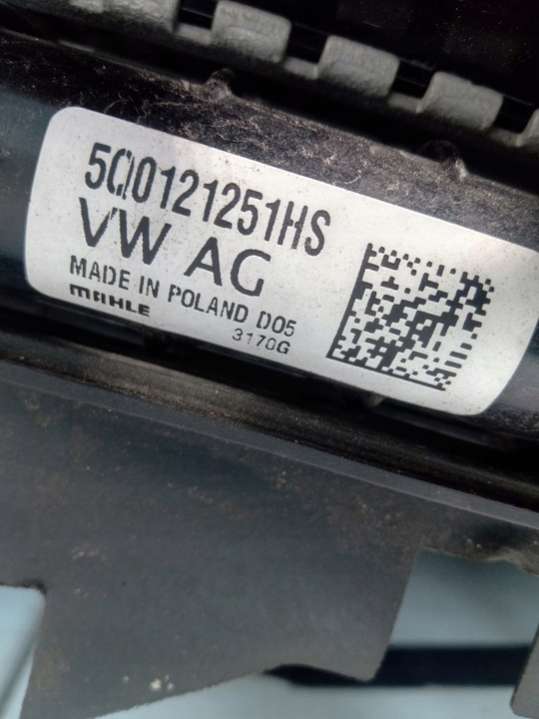 5Q0121251HS
VW AG
MADE IN POLAND D05
MAHLE
3170G